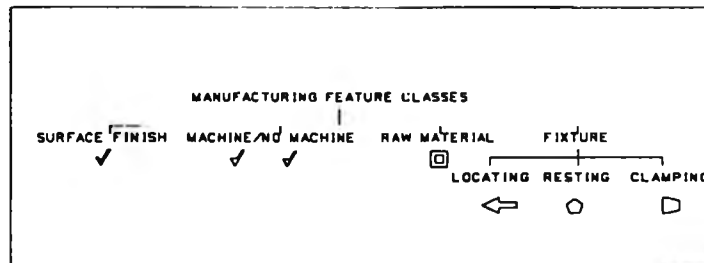 MANUFACTURING FEATURE CLASSES
SURFACE FINISH MACHINE/NO MACHINE RAW MATERIAL FIXTURE
LOCATING RESTING CLAMPING